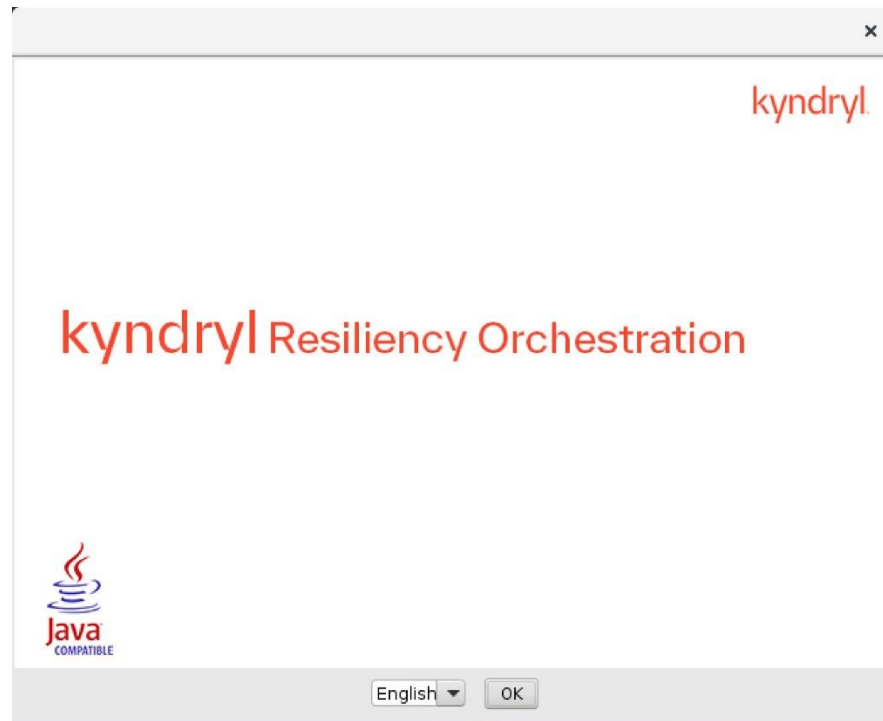 kyndryl
kyndryl Resiliency Orchestration
Java
COMPATIBLE
English OK